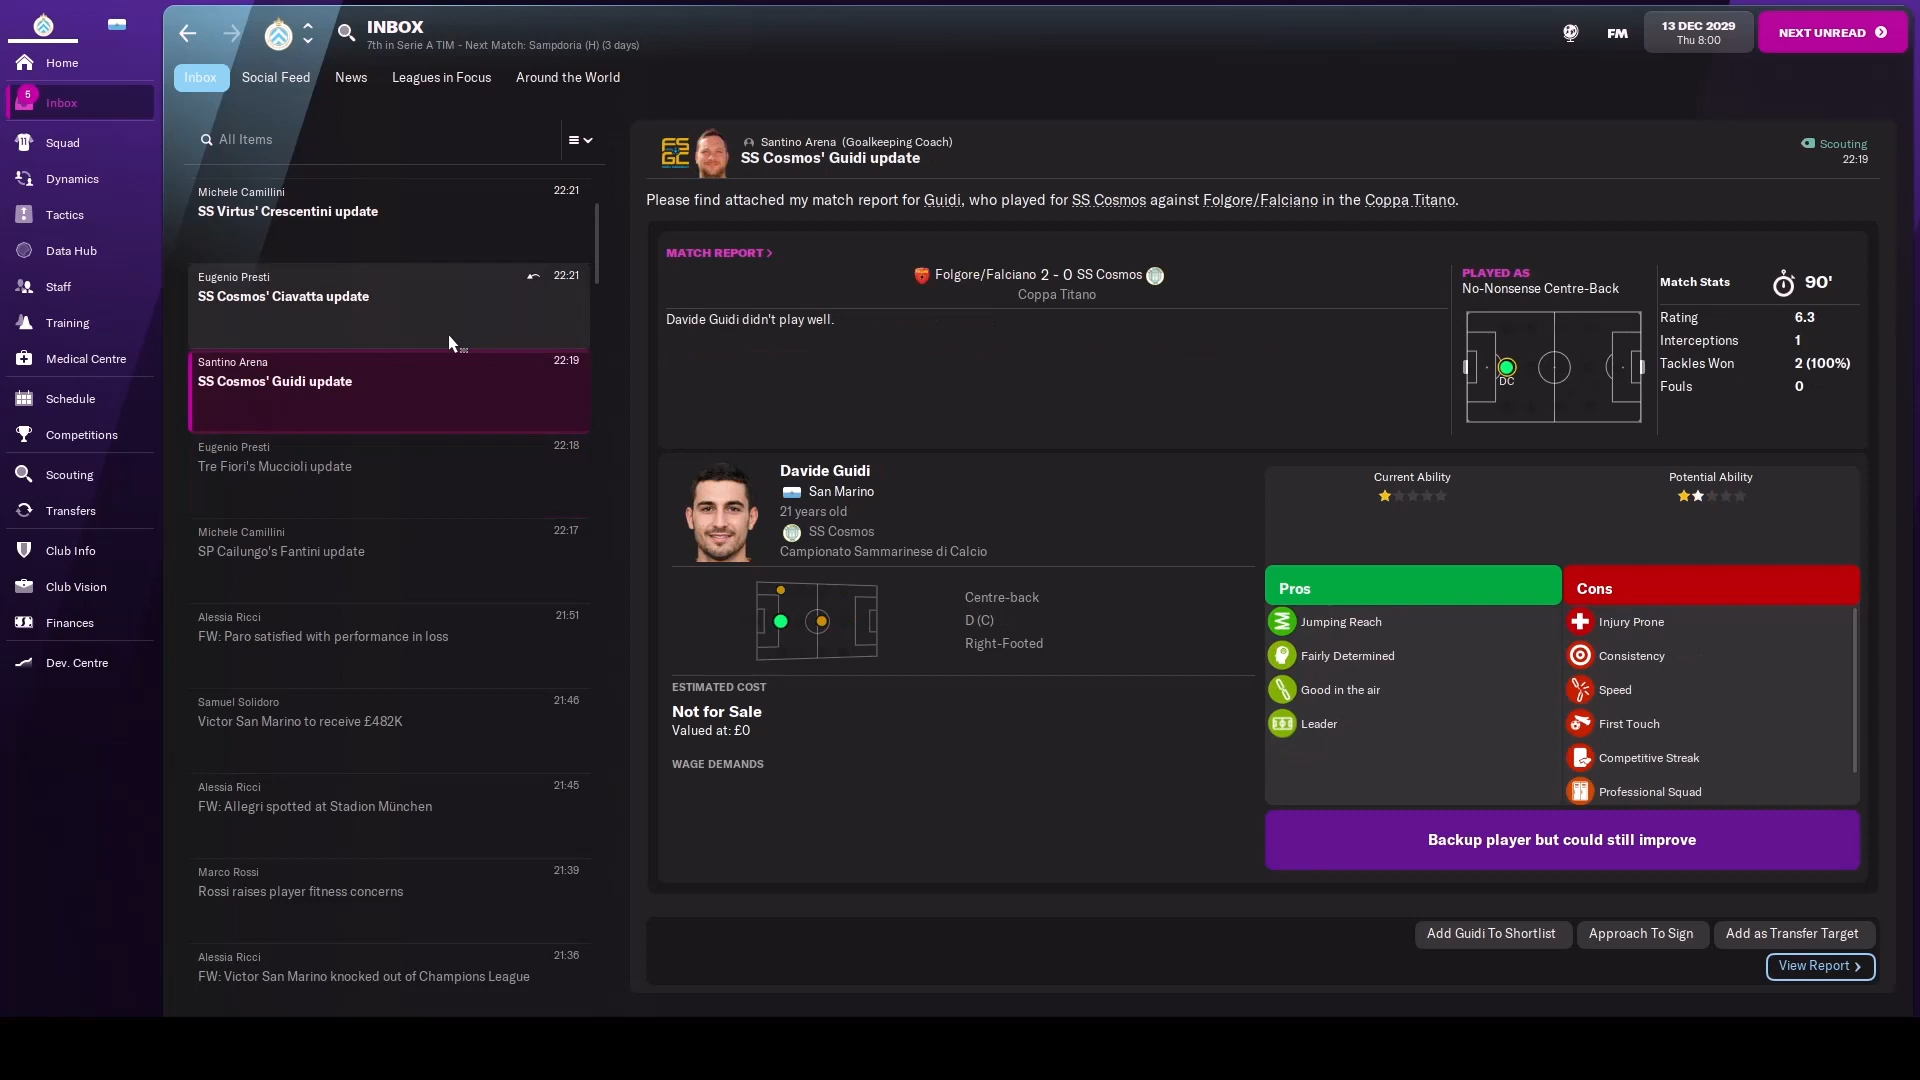 INBOX
7th in Serie A TIM - Next Match: Sampdoria (H) (3 days)
FM
13 DEC 2029
Thu 8:00
NEXT UNREAD
Inbox
Social Feed
News
Leagues in Focus
Around the World
Home
5
Inbox
11
Squad
Dynamics
Tactics
Data Hub
Staff
Training
Medical Centre
Schedule
Competitions
Scouting
Transfers
Club Info
Club Vision
Finances
Dev. Centre
All Items
Michele Camillini 22:21
SS Virtus' Crescentini update
Eugenio Presti 22:21
SS Cosmos' Ciavatta update
Santino Arena 22:19
SS Cosmos' Guidi update
Eugenio Presti 22:18
Tre Fiori's Muccioli update
Michele Camillini 22:17
SP Cailungo's Fantini update
Alessia Ricci 21:51
FW: Paro satisfied with performance in loss
Samuel Solidoro 21:46
Victor San Marino to receive £482K
Alessia Ricci 21:45
FW: Allegri spotted at Stadion München
Marco Rossi 21:39
Rossi raises player fitness concerns
Alessia Ricci 21:36
FW: Victor San Marino knocked out of Champions League
FSGC
Santino Arena (Goalkeeping Coach)
SS Cosmos' Guidi update
Scouting
22:19
Please find attached my match report for Guidi, who played for SS Cosmos against Folgore/Falciano in the Coppa Titano.
MATCH REPORT >
Folgore/Falciano 2 - 0 SS Cosmos
Coppa Titano
Davide Guidi didn't play well.
PLAYED AS
No-Nonsense Centre-Back
DC
Match Stats 90'
Rating 6.3
Interceptions 1
Tackles Won 2 (100%)
Fouls 0
Davide Guidi
San Marino
21 years old
SS Cosmos
Campionato Sammarinese di Calcio
Centre-back
D (C)
Right-Footed
ESTIMATED COST
Not for Sale
Valued at: £0
WAGE DEMANDS
Current Ability
Potential Ability
Pros
Jumping Reach
Fairly Determined
Good in the air
Leader
Cons
Injury Prone
Consistency
Speed
First Touch
Competitive Streak
Professional Squad
Backup player but could still improve
Add Guidi To Shortlist
Approach To Sign
Add as Transfer Target
View Report >